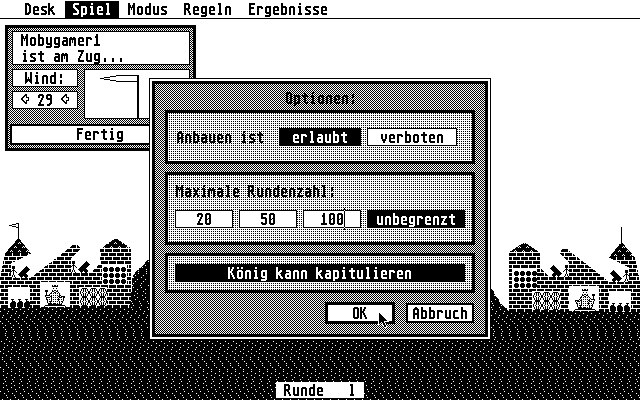 Desk Spiel Modus Regeln Ergebnisse
Mobygamer1
ist am Zug...
Wind:
29
Fertig
Optionen:
Anbauen ist erlaubt verboten
Maximale Rundenzahl:
20 50 100 unbegrenzt
König kann kapitulieren
OK Abbruch
Runde 1